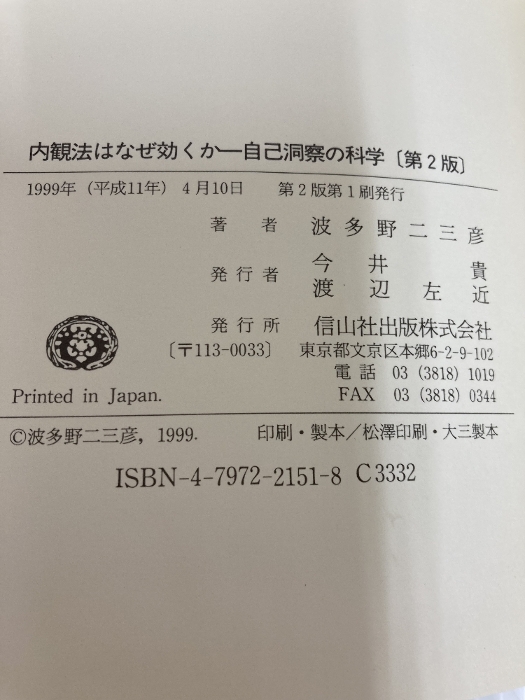 内観法はなぜ効くか―自己洞察の科学〔第2版〕
1999年(平成11年)4月10日 第2版第1刷発行
著者 波多野二三彦
発行者 今井貴
渡辺左近
発行所 信山社出版株式会社
〔〒113-0033〕 東京都文京区本郷6-2-9-102
電話 03(3818)1019
Printed in Japan. FAX 03(3818)0344
©波多野二三彦, 1999. 印刷・製本/松澤印刷・大三製本
ISBN-4-7972-2151-8 C3332